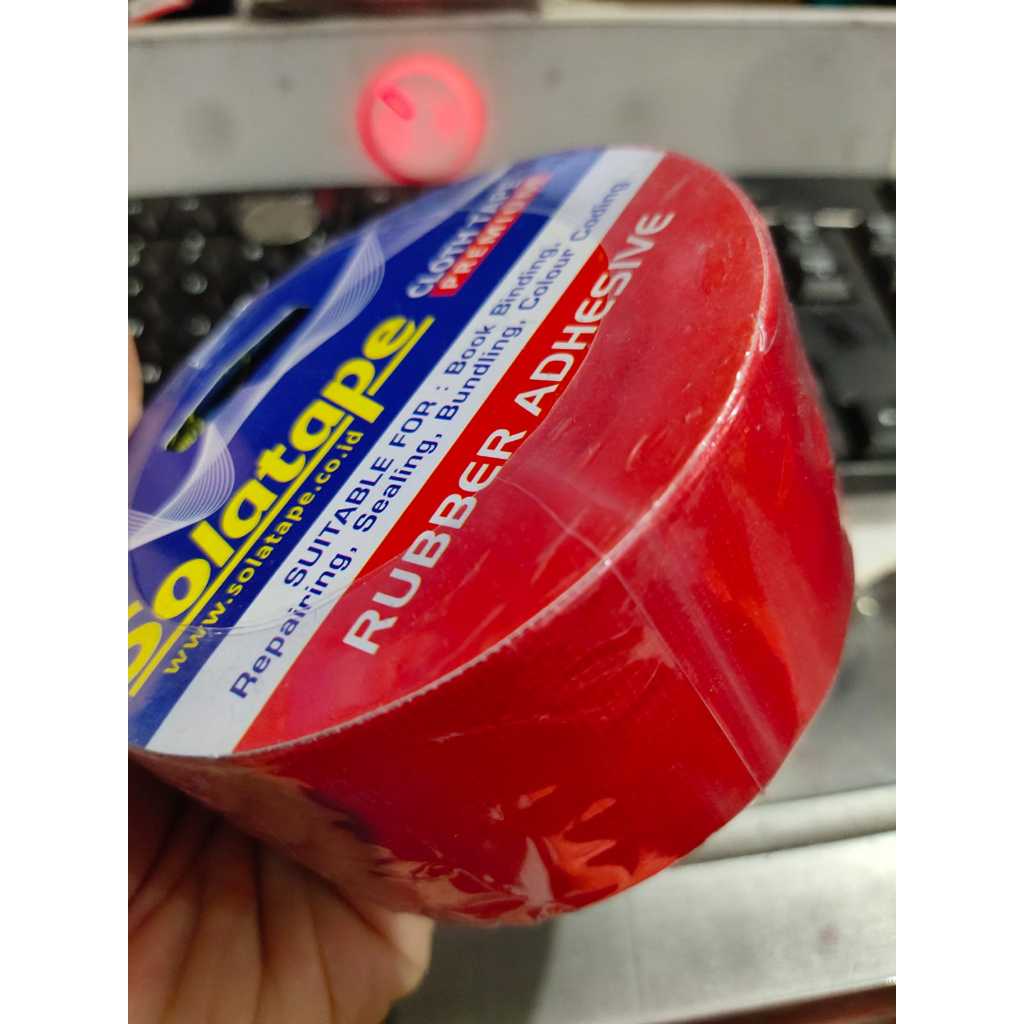 CLOTH TAPE
PREMIUM
Solatape
www.solatape.co.id
SUITABLE FOR : Book Binding,
Repairing, Sealing, Bundling, Colour Coding
RUBBER ADHESIVE